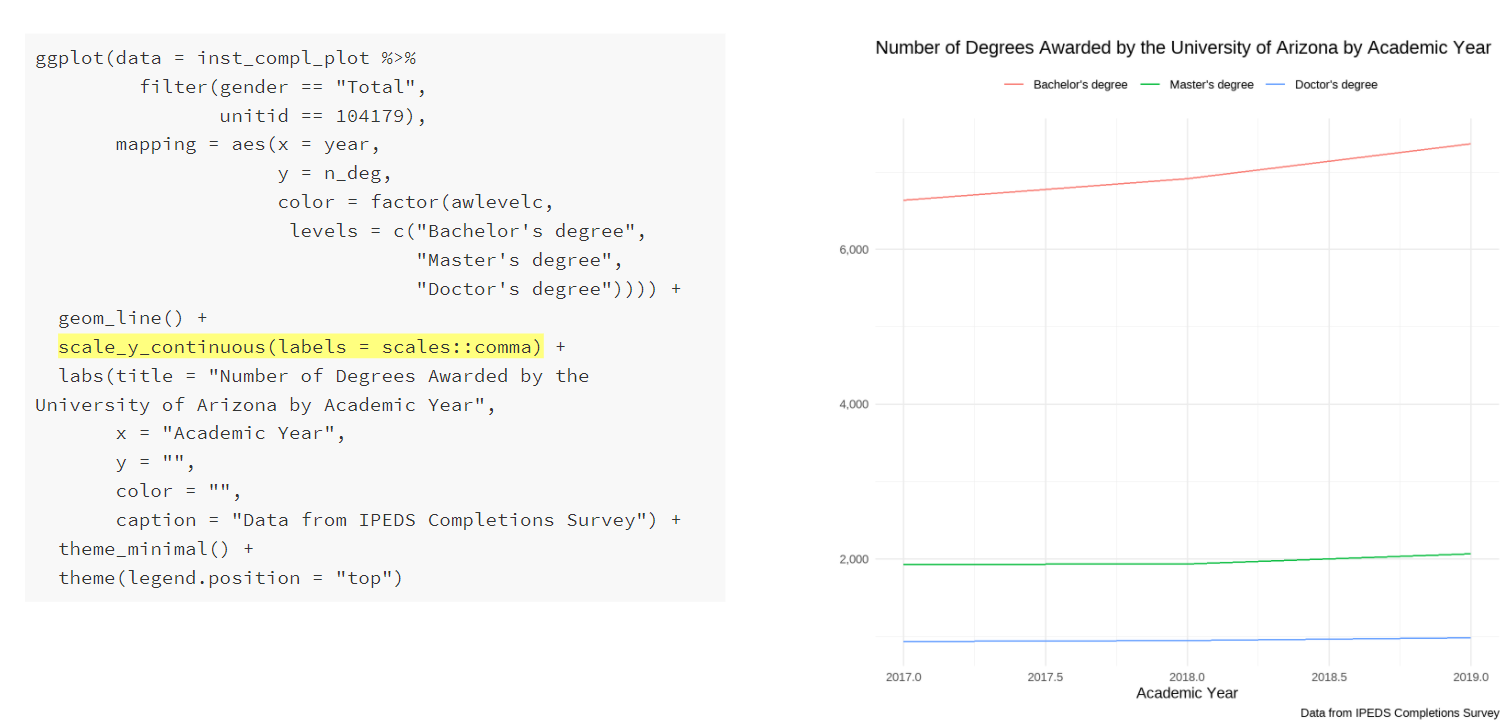 ggplot(data = inst_compl_plot %>%
filter(gender == "Total",
unitid == 104179),
mapping = aes(x = year,
y = n_deg,
color = factor(awlevelc,
levels = c("Bachelor's degree",
"Master's degree",
"Doctor's degree")))) +
geom_line() +
scale_y_continuous(labels = scales::comma) +
labs(title = "Number of Degrees Awarded by the
University of Arizona by Academic Year",
x = "Academic Year",
y = "",
color = "",
caption = "Data from IPEDS Completions Survey") +
theme_minimal() +
theme(legend.position = "top")
Number of Degrees Awarded by the University of Arizona by Academic Year
Bachelor's degree Master's degree Doctor's degree
6,000
4,000
2,000
2017.0 2017.5 2018.0 2018.5 2019.0
Academic Year
Data from IPEDS Completions Survey